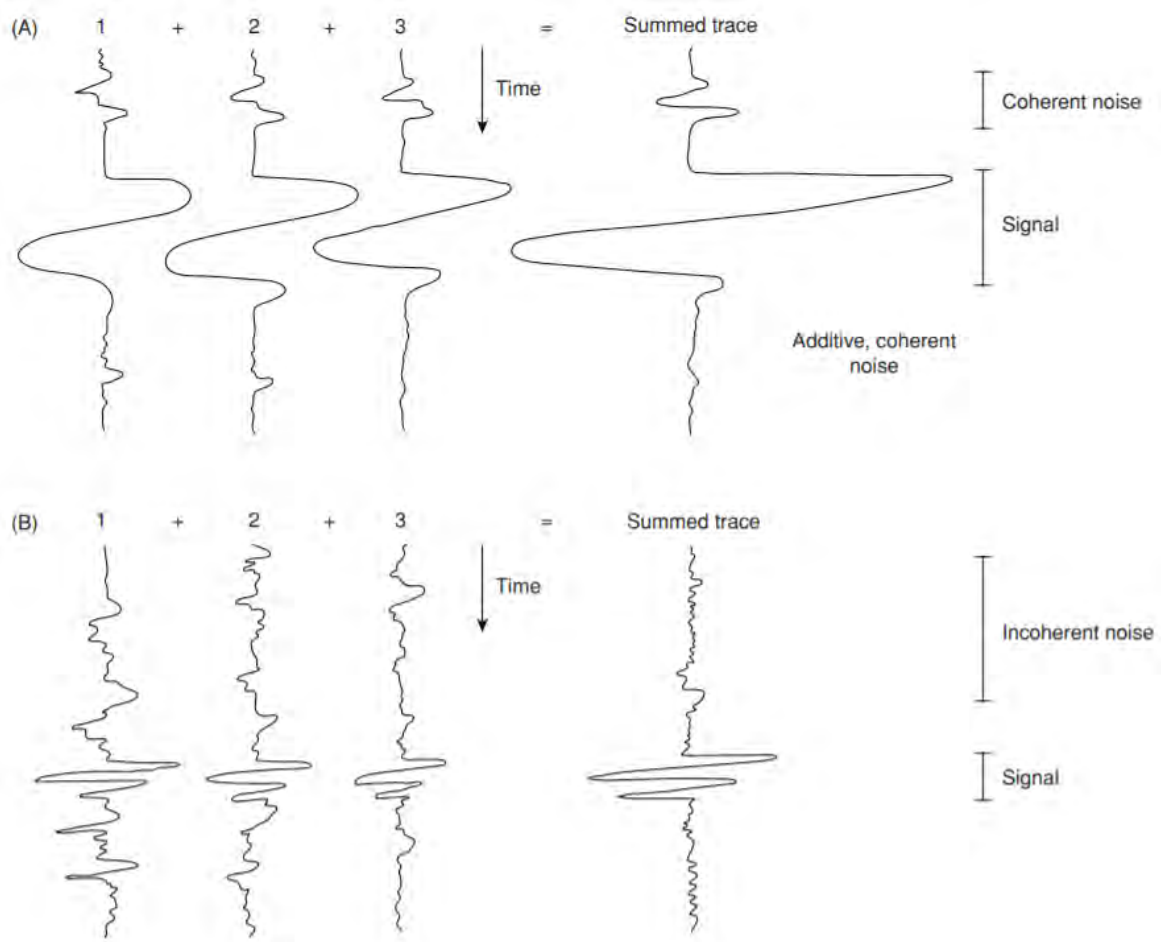 (A) 1 + 2 + 3 = Summed trace
Time
Coherent noise
Signal
Additive, coherent
noise
(B) 1 + 2 + 3 = Summed trace
Time
Incoherent noise
Signal